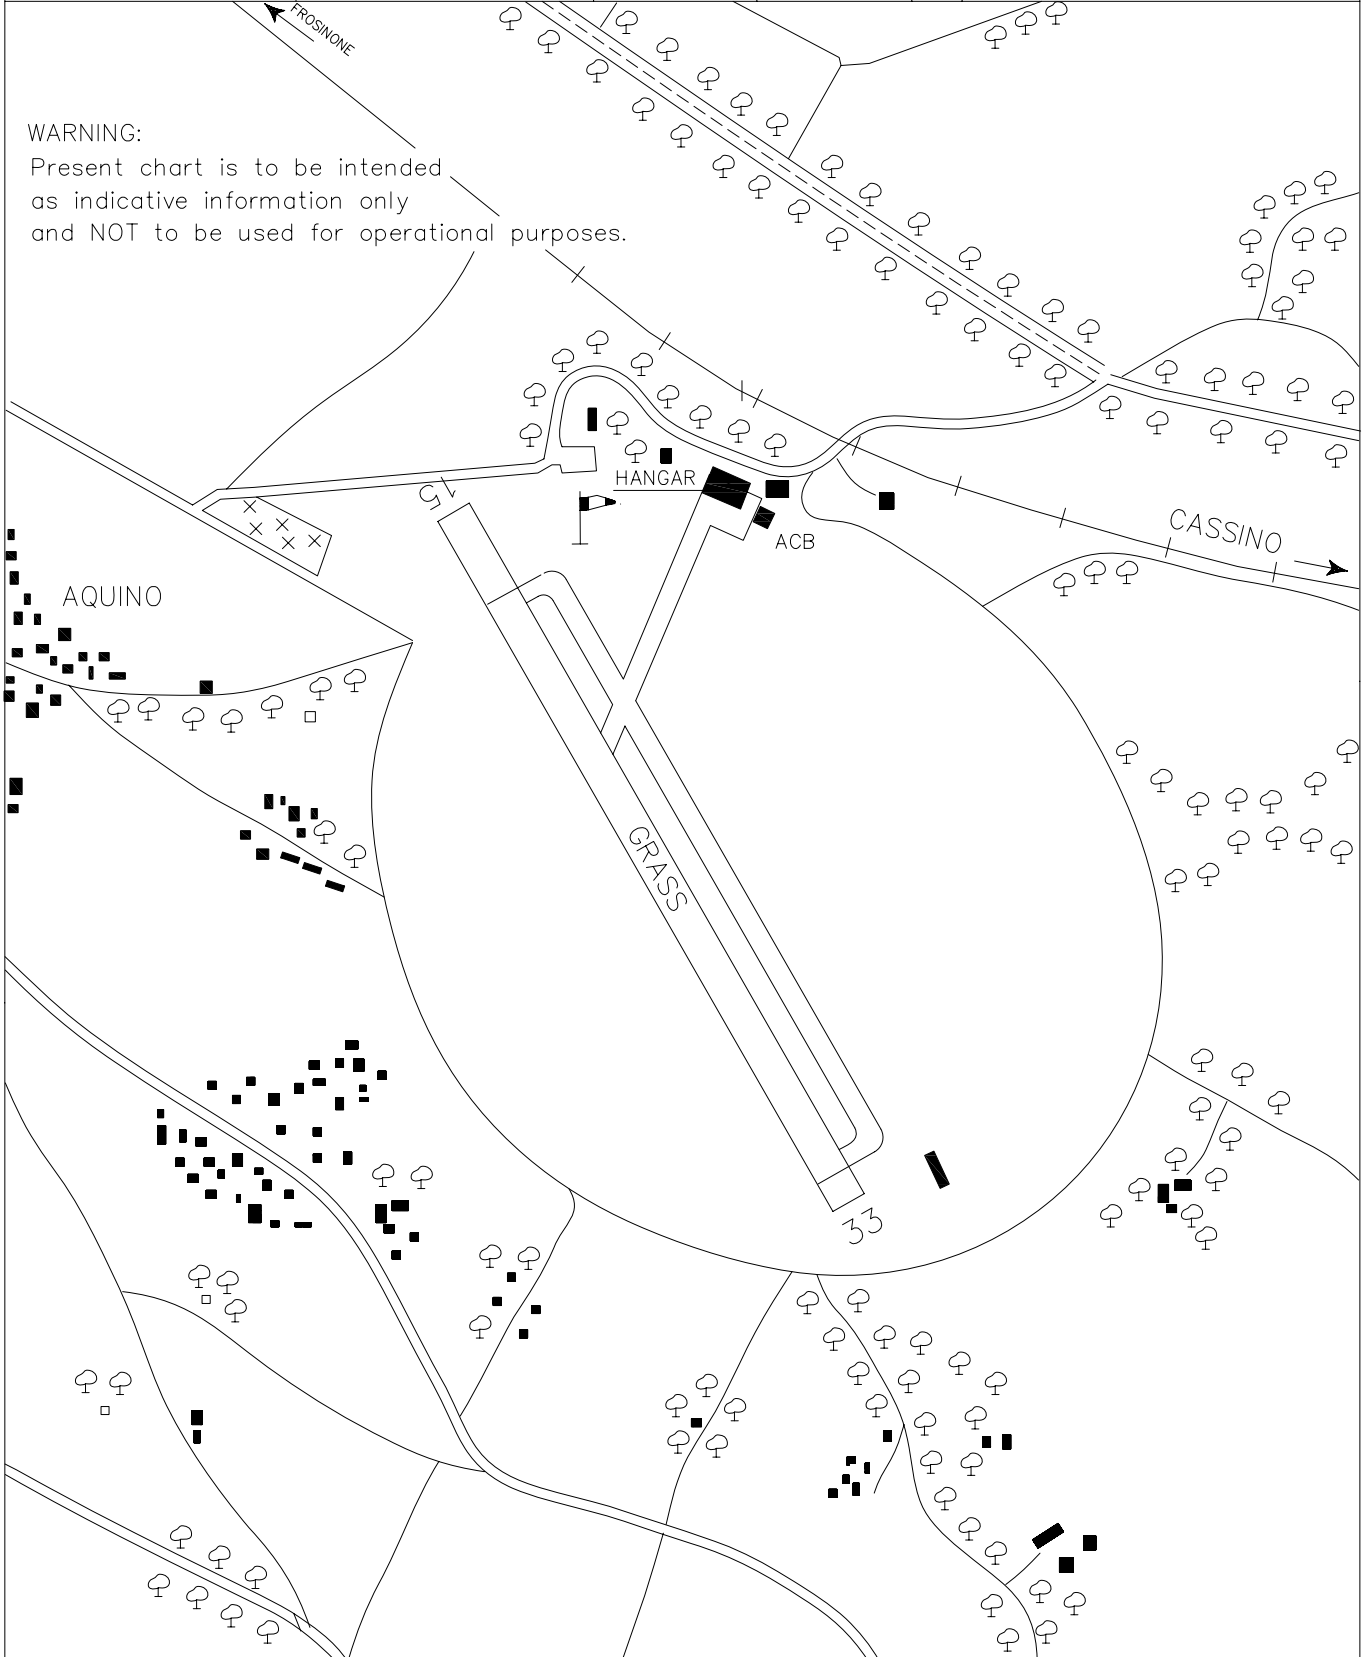 FROSINONE
WARNING:
Present chart is to be intended
as indicative information only
and NOT to be used for operational purposes.
HANGAR
15
ACB
CASSINO
AQUINO
GRASS
33